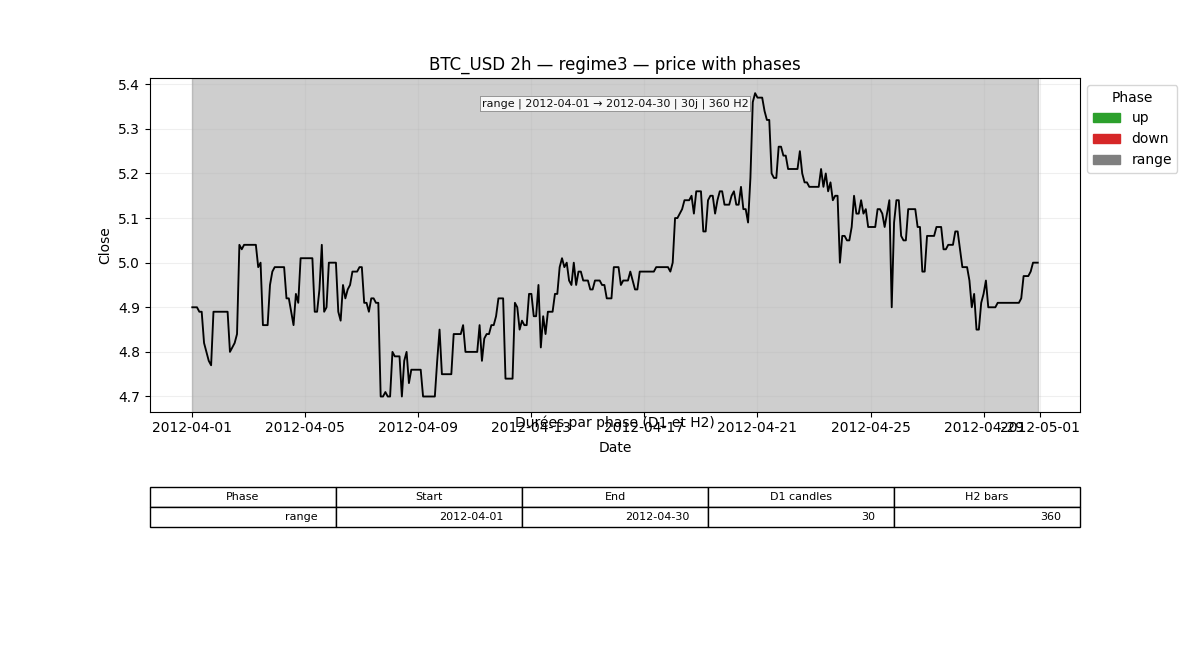 BTC_USD 2h — regime3 — price with phases
5.4
5.3
5.2
5.1
5.0
4.9
4.8
4.7
Close
range | 2012-04-01 → 2012-04-30 | 30j | 360 H2
Phase
up
down
range
2012-04-01 2012-04-05 2012-04-09 2012-04-13 2012-04-17 2012-04-21 2012-04-25 2012-04-29 2012-05-01
Durées par phase (D1 et H2)
Date
Phase Start End D1 candles H2 bars
range 2012-04-01 2012-04-30 30 360